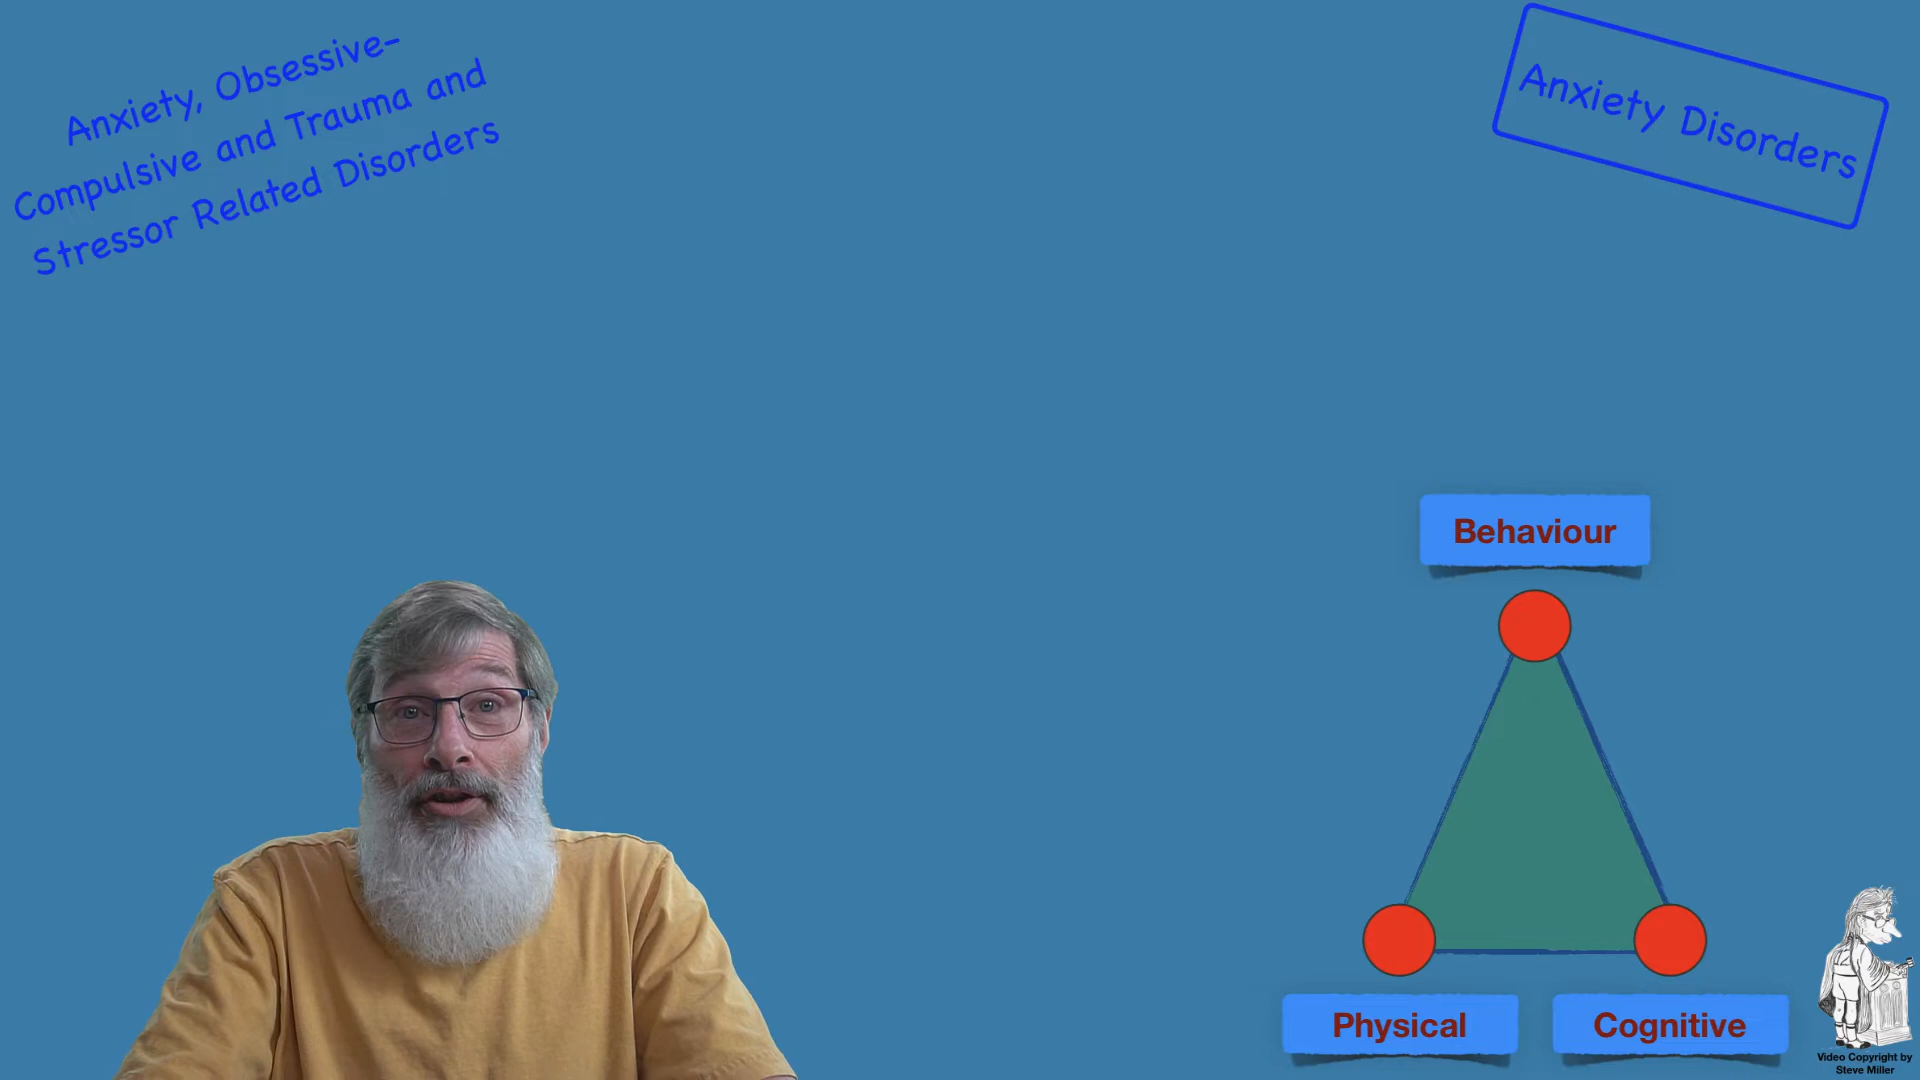 Anxiety, Obsessive-
Compulsive and Trauma and
Stressor Related Disorders
Anxiety Disorders
Behaviour
Physical
Cognitive
Video Copyright by
Steve Miller